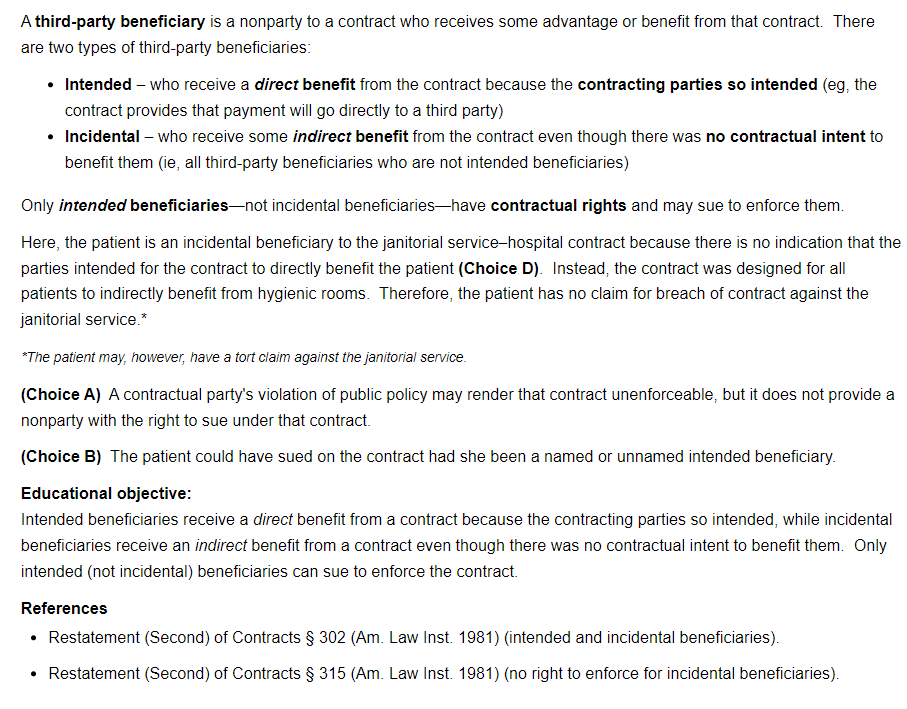 A third-party beneficiary is a nonparty to a contract who receives some advantage or benefit from that contract. There
are two types of third-party beneficiaries:
• Intended – who receive a direct benefit from the contract because the contracting parties so intended (eg, the
contract provides that payment will go directly to a third party)
• Incidental – who receive some indirect benefit from the contract even though there was no contractual intent to
benefit them (ie, all third-party beneficiaries who are not intended beneficiaries)
Only intended beneficiaries—not incidental beneficiaries—have contractual rights and may sue to enforce them.
Here, the patient is an incidental beneficiary to the janitorial service–hospital contract because there is no indication that the
parties intended for the contract to directly benefit the patient (Choice D). Instead, the contract was designed for all
patients to indirectly benefit from hygienic rooms. Therefore, the patient has no claim for breach of contract against the
janitorial service.*
*The patient may, however, have a tort claim against the janitorial service.
(Choice A) A contractual party's violation of public policy may render that contract unenforceable, but it does not provide a
nonparty with the right to sue under that contract.
(Choice B) The patient could have sued on the contract had she been a named or unnamed intended beneficiary.
Educational objective:
Intended beneficiaries receive a direct benefit from a contract because the contracting parties so intended, while incidental
beneficiaries receive an indirect benefit from a contract even though there was no contractual intent to benefit them. Only
intended (not incidental) beneficiaries can sue to enforce the contract.
References
• Restatement (Second) of Contracts § 302 (Am. Law Inst. 1981) (intended and incidental beneficiaries).
• Restatement (Second) of Contracts § 315 (Am. Law Inst. 1981) (no right to enforce for incidental beneficiaries).